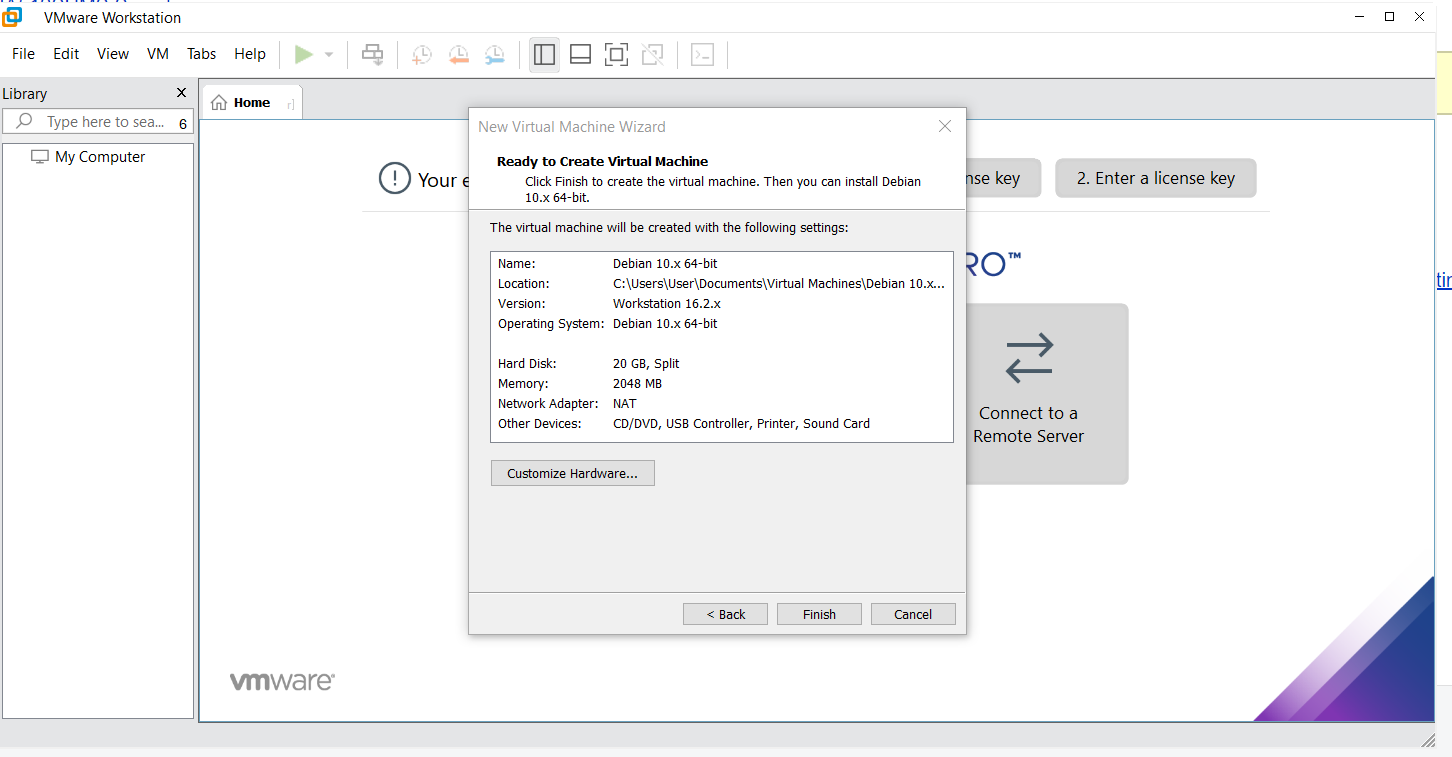 VMware Workstation
File Edit View VM Tabs Help
Library
Type here to sea... 6
My Computer
Home
Your e
nse key
2. Enter a license key
RO™
Connect to a
Remote Server
New Virtual Machine Wizard
Ready to Create Virtual Machine
Click Finish to create the virtual machine. Then you can install Debian
10.x 64-bit.
The virtual machine will be created with the following settings:
Name: Debian 10.x 64-bit
Location: C:\Users\User\Documents\Virtual Machines\Debian 10.x...
Version: Workstation 16.2.x
Operating System: Debian 10.x 64-bit
Hard Disk: 20 GB, Split
Memory: 2048 MB
Network Adapter: NAT
Other Devices: CD/DVD, USB Controller, Printer, Sound Card
Customize Hardware...
< Back Finish Cancel
vmware®
tir